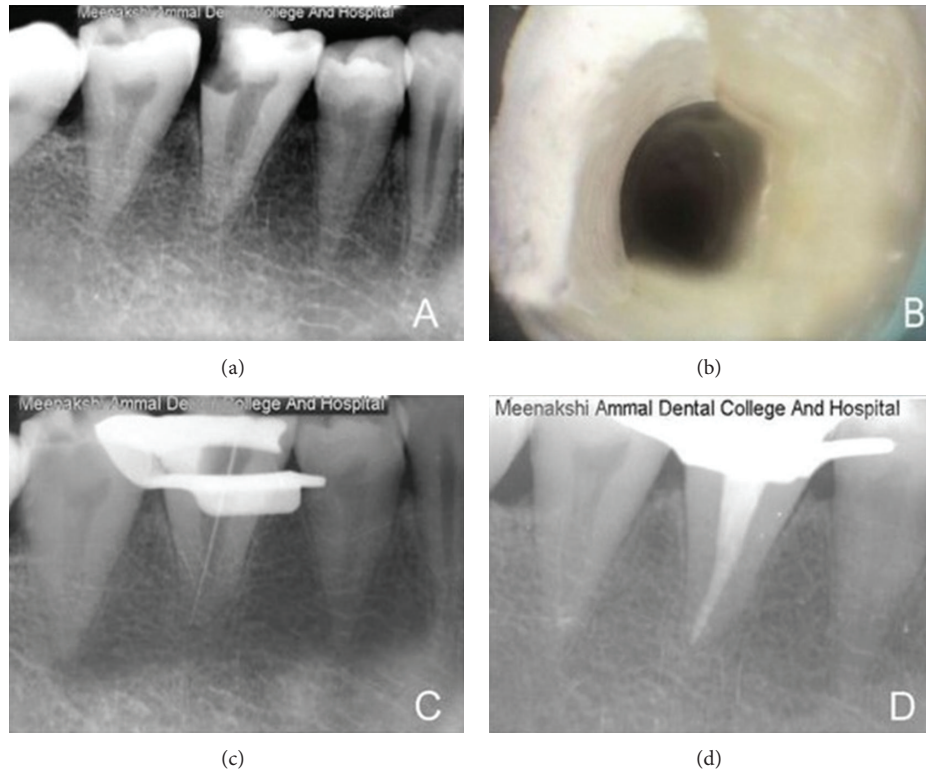 Meenakshi Ammal Dental College And Hospital
A
B
(a)
(b)
Meenakshi Ammal Dental College And Hospital
C
Meenakshi Ammal Dental College And Hospital
D
(c)
(d)